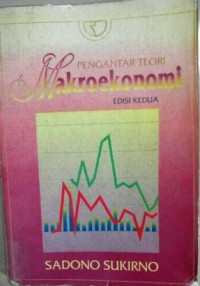 PENGANTAR TEORI
Makroekonomi
EDISI KEDUA
SADONO SUKIRNO